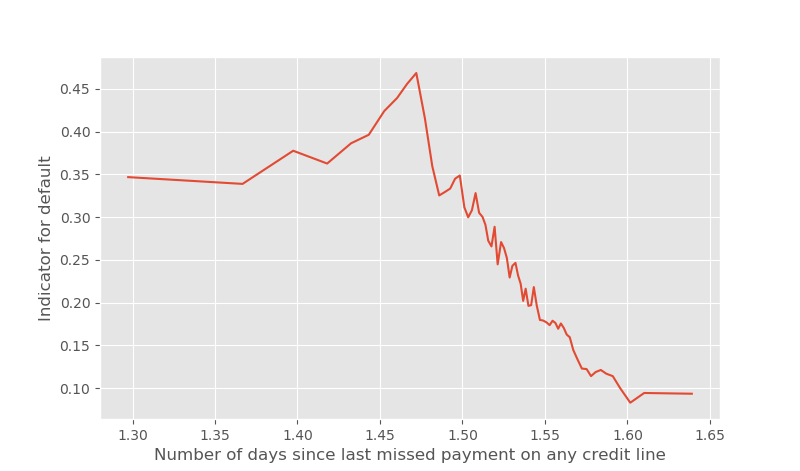 0.45
0.40
0.35
0.30
0.25
0.20
0.15
0.10
Indicator for default
1.30 1.35 1.40 1.45 1.50 1.55 1.60 1.65
Number of days since last missed payment on any credit line